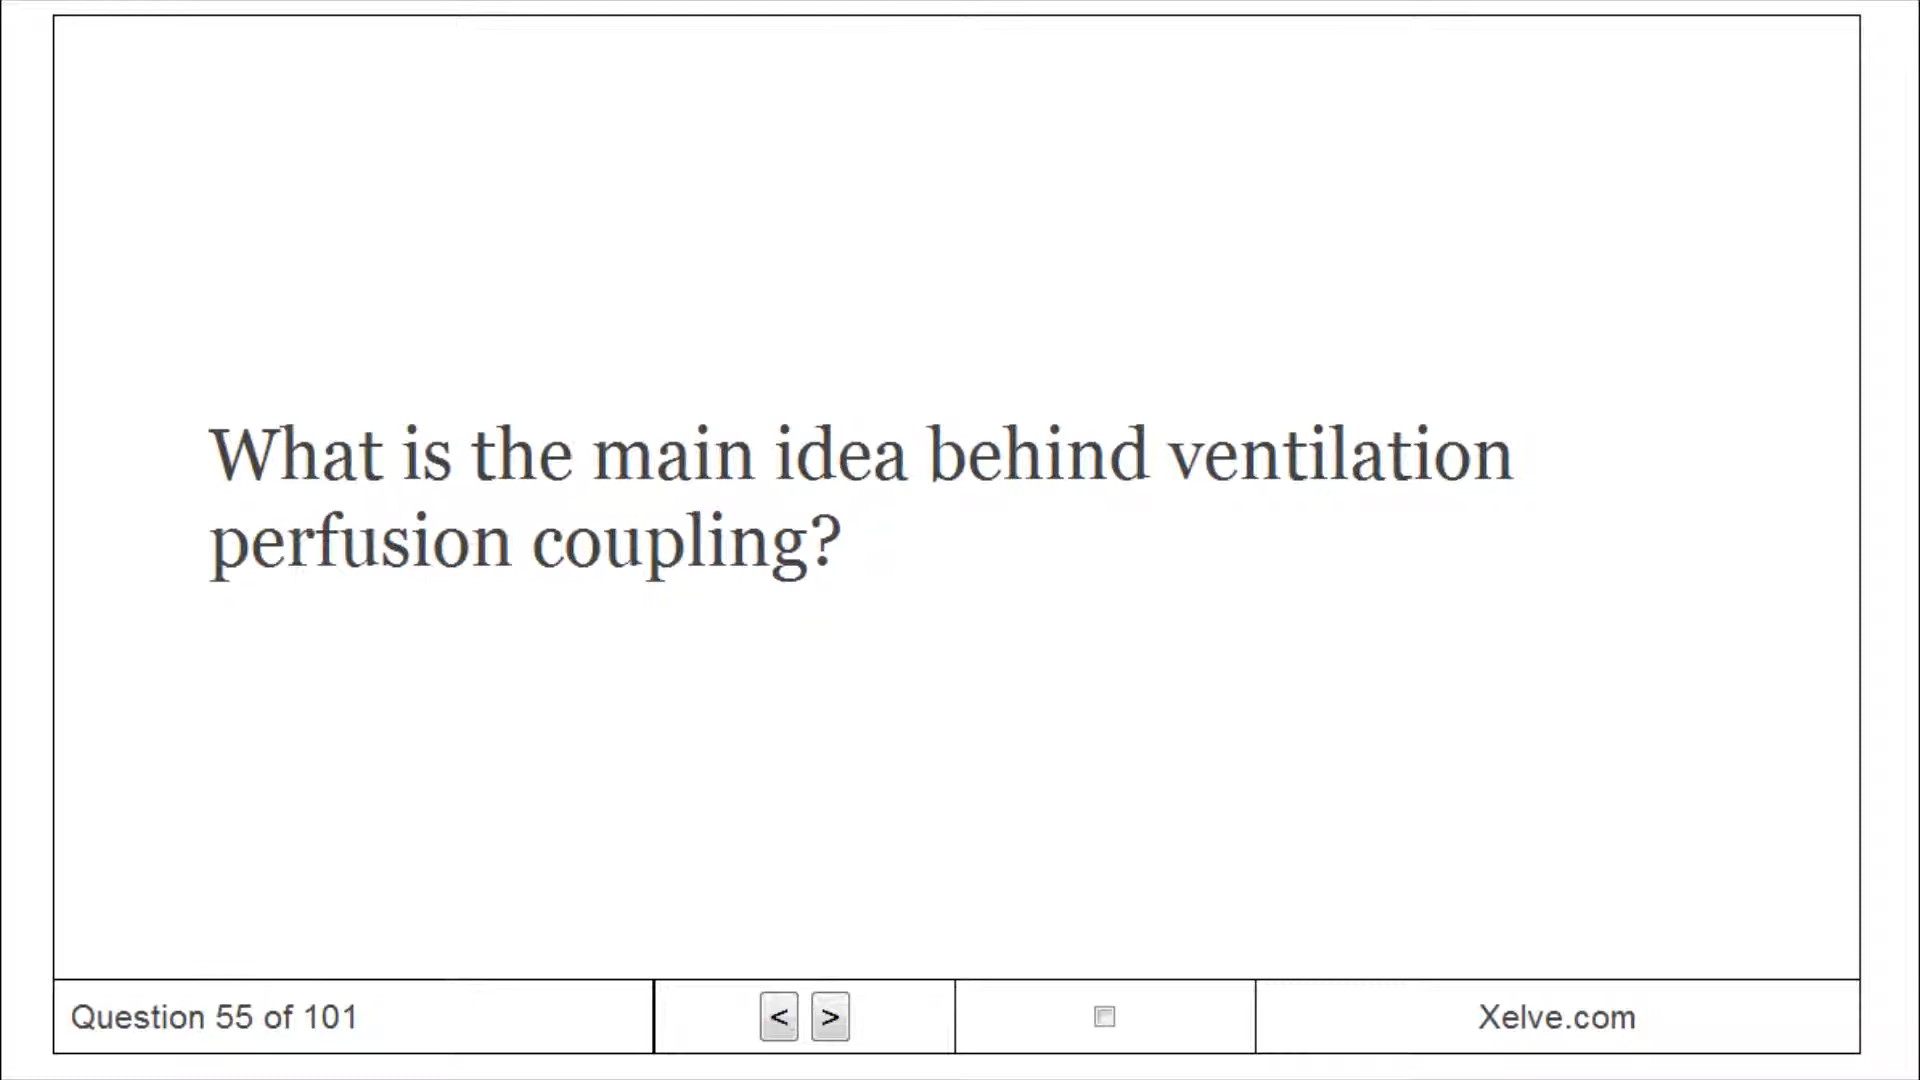 What is the main idea behind ventilation
perfusion coupling?
Question 55 of 101
< >
Xelve.com